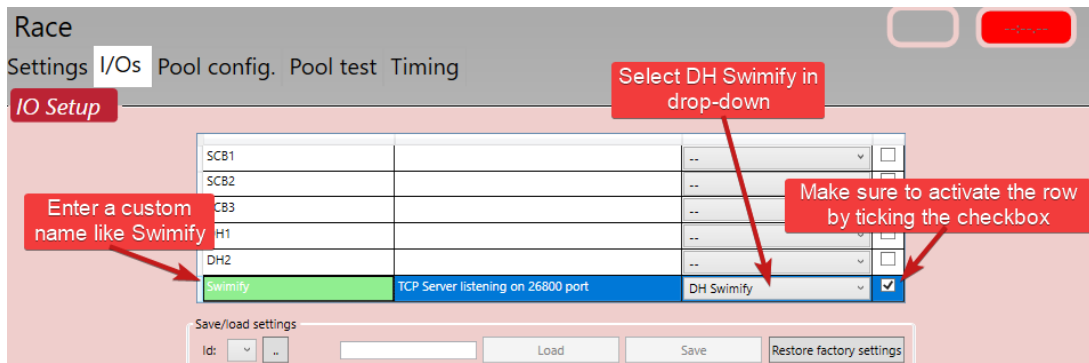 Race
--:--.--
Settings I/Os Pool config. Pool test Timing
Select DH Swimify in
drop-down
IO Setup
SCB1 --
SCB2 --
Make sure to activate the row
by ticking the checkbox
Enter a custom
name like Swimify
CB3 --
H1 --
DH2 --
Swimify TCP Server listening on 26800 port DH Swimify
Save/load settings
Id: .. Load Save Restore factory settings